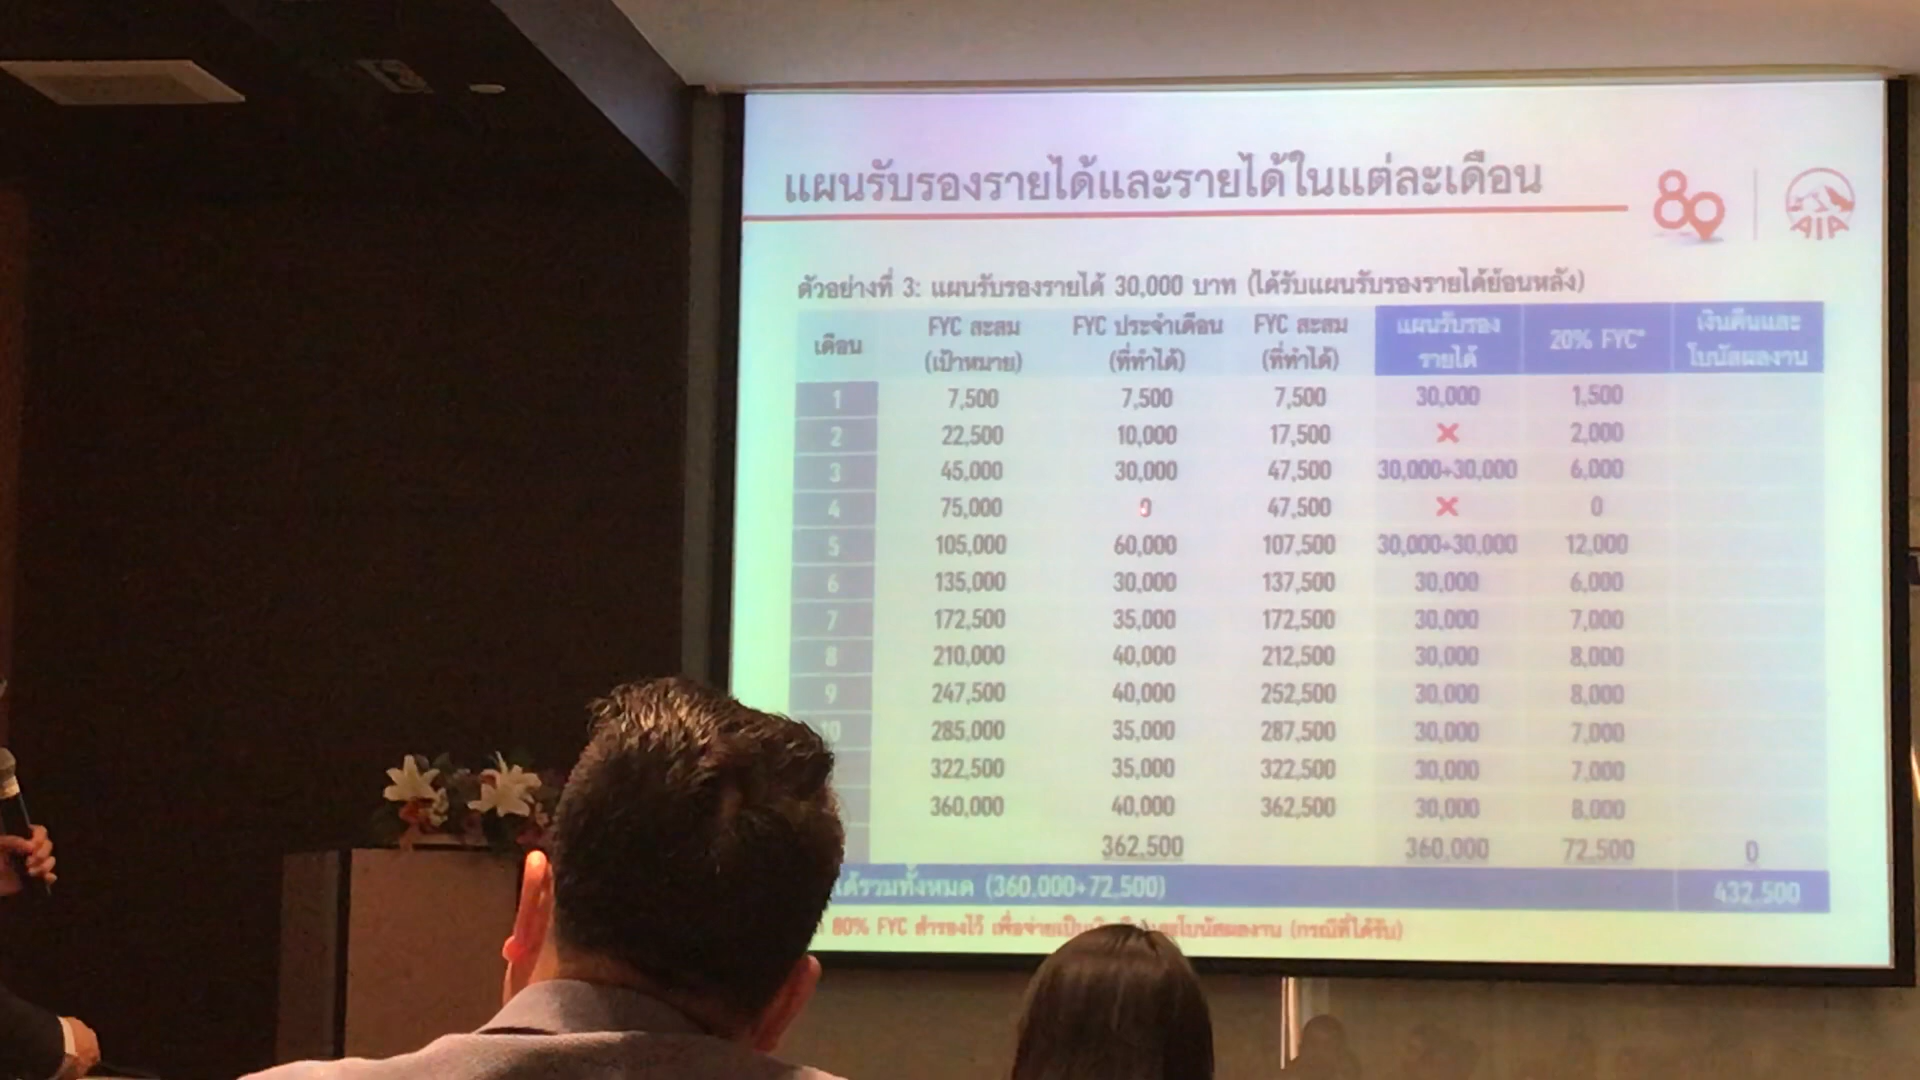 แผนรับรองรายได้และรายได้ในแต่ละเดือน
80
AIA
ตัวอย่างที่ 3: แผนรับรองรายได้ 30,000 บาท (ได้รับแผนรับรองรายได้ย้อนหลัง)
เดือน FYC สะสม (เป้าหมาย) FYC ประจำเดือน (ที่ทำได้) FYC สะสม (ที่ทำได้) แผนรับรองรายได้ 20% FYC* เงินคืนและโบนัสผลงาน
1 7,500 7,500 7,500 30,000 1,500
2 22,500 10,000 17,500 × 2,000
3 45,000 30,000 47,500 30,000+30,000 6,000
4 75,000 0 47,500 × 0
5 105,000 60,000 107,500 30,000+30,000 12,000
6 135,000 30,000 137,500 30,000 6,000
7 172,500 35,000 172,500 30,000 7,000
8 210,000 40,000 212,500 30,000 8,000
9 247,500 40,000 252,500 30,000 8,000
10 285,000 35,000 287,500 30,000 7,000
322,500 35,000 322,500 30,000 7,000
360,000 40,000 362,500 30,000 8,000
362,500 360,000 72,500 0
ได้รวมทั้งหมด (360,000+72,500) 432,500
80% FYC สำรองไว้ เพื่อจ่ายเป็น โบนัสผลงาน (กรณีที่ได้รับ)